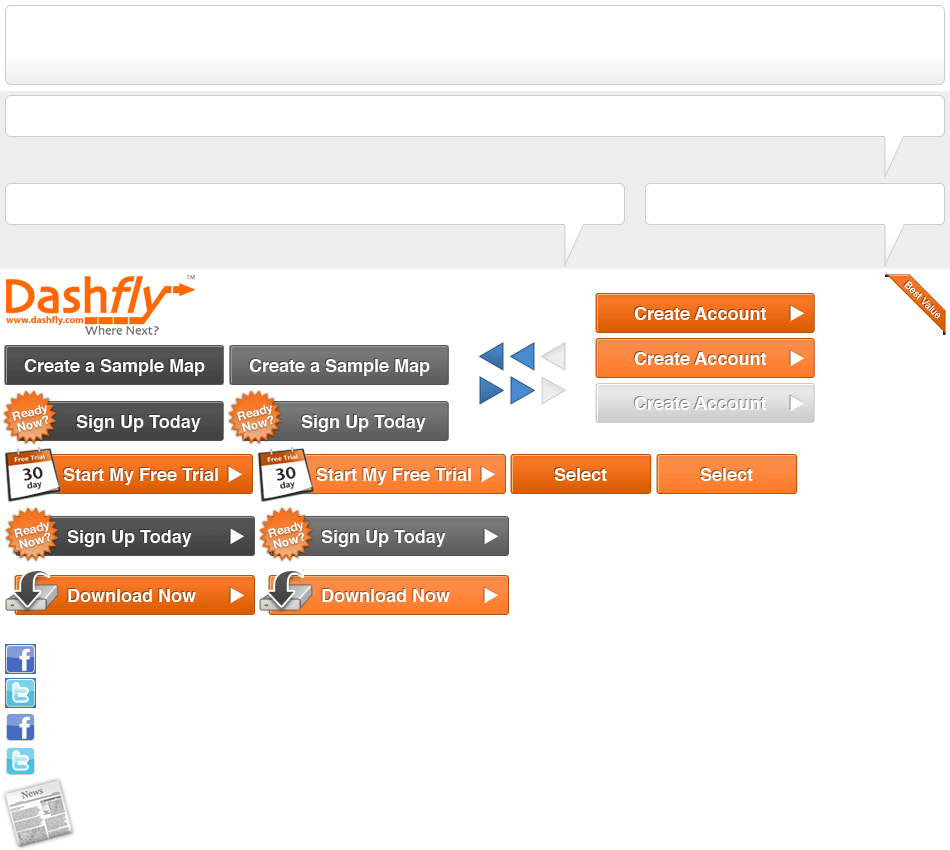 Dashfly™
www.dashfly.com
Where Next?
Best Value
Create Account
Create Account
Create Account
Create a Sample Map
Create a Sample Map
Ready
Now?
Sign Up Today
Ready
Now?
Sign Up Today
Free Trial
30
day
Start My Free Trial
Free Trial
30
day
Start My Free Trial
Select
Select
Ready
Now?
Sign Up Today
Ready
Now?
Sign Up Today
Download Now
Download Now
f
t
f
t
News